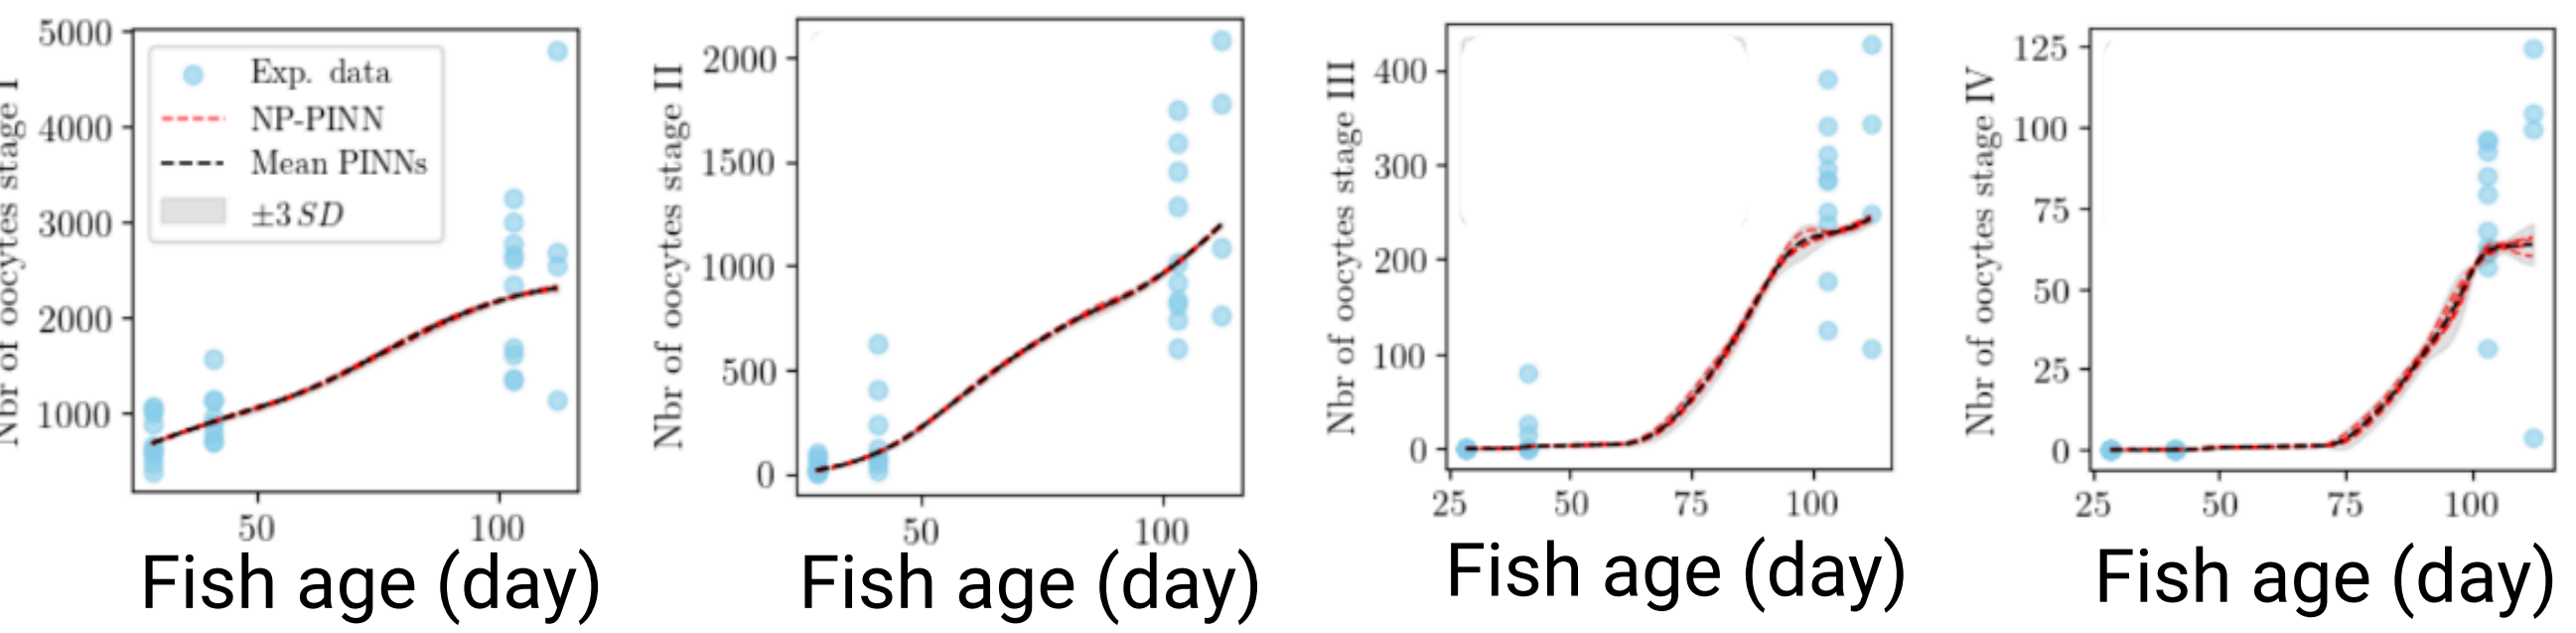 Nbr of oocytes stage I
5000
4000
3000
2000
1000
Exp. data
NP-PINN
Mean PINNs
±3 SD
50 100
Fish age (day)
Nbr of oocytes stage II
2000
1500
1000
500
0
50 100
Fish age (day)
Nbr of oocytes stage III
400
300
200
100
0
25 50 75 100
Fish age (day)
Nbr of oocytes stage IV
125
100
75
50
25
0
25 50 75 100
Fish age (day)